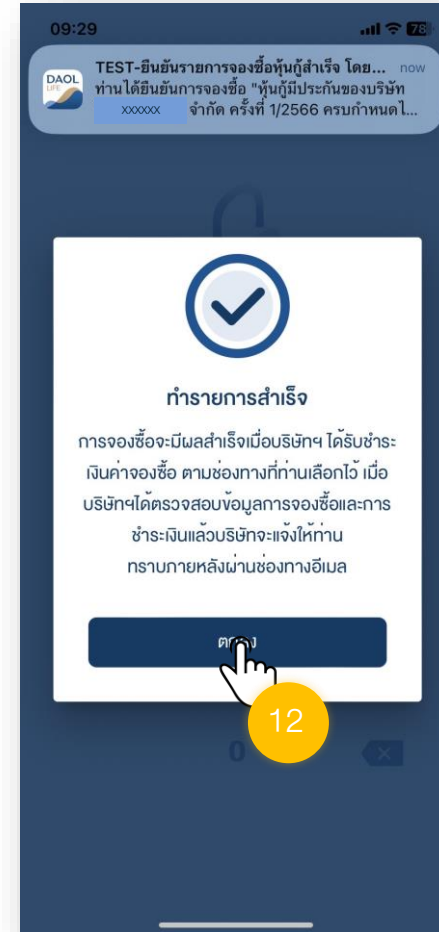 09:29
78
DAOL
LIFE
TEST-ยืนยันรายการจองซื้อหุ้นกู้สำเร็จ โดย... now
ท่านได้ยืนยันการจองซื้อ "หุ้นกู้มีประกันของบริษัท
xxxxxx จำกัด ครั้งที่ 1/2566 ครบกำหนดไ...
ทำรายการสำเร็จ
การจองซื้อจะมีผลสำเร็จเมื่อบริษัทฯ ได้รับชำระ
เงินค่าจองซื้อ ตามช่องทางที่ท่านเลือกไว้ เมื่อ
บริษัทฯได้ตรวจสอบข้อมูลการจองซื้อและการ
ชำระเงินแล้วบริษัทจะแจ้งให้ท่าน
ทราบภายหลังผ่านช่องทางอีเมล
12
0